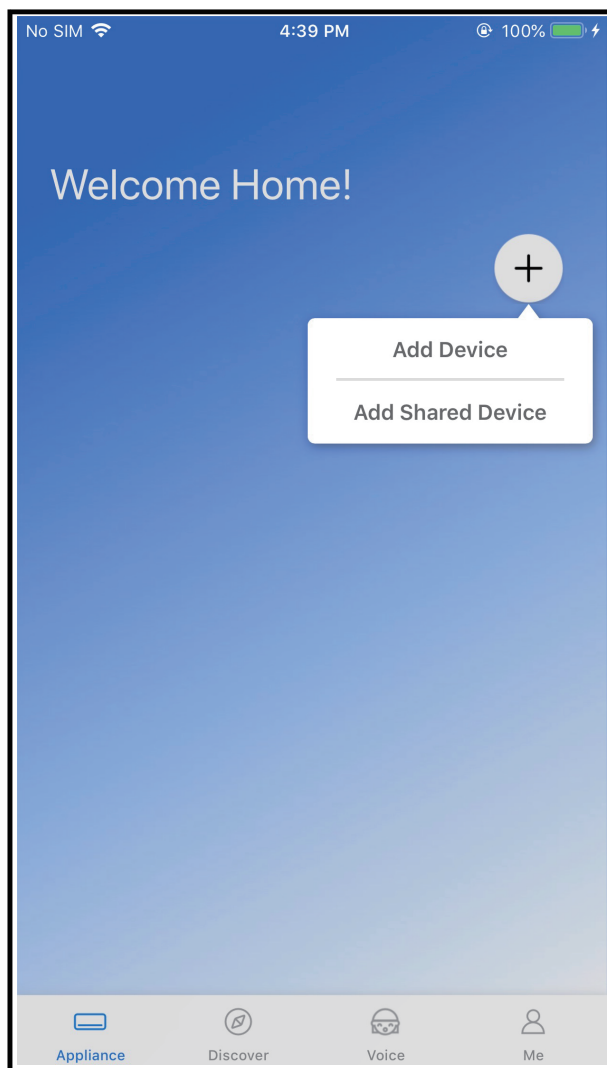 No SIM 4:39 PM 100%
Welcome Home!
Add Device
Add Shared Device
Appliance Discover Voice Me